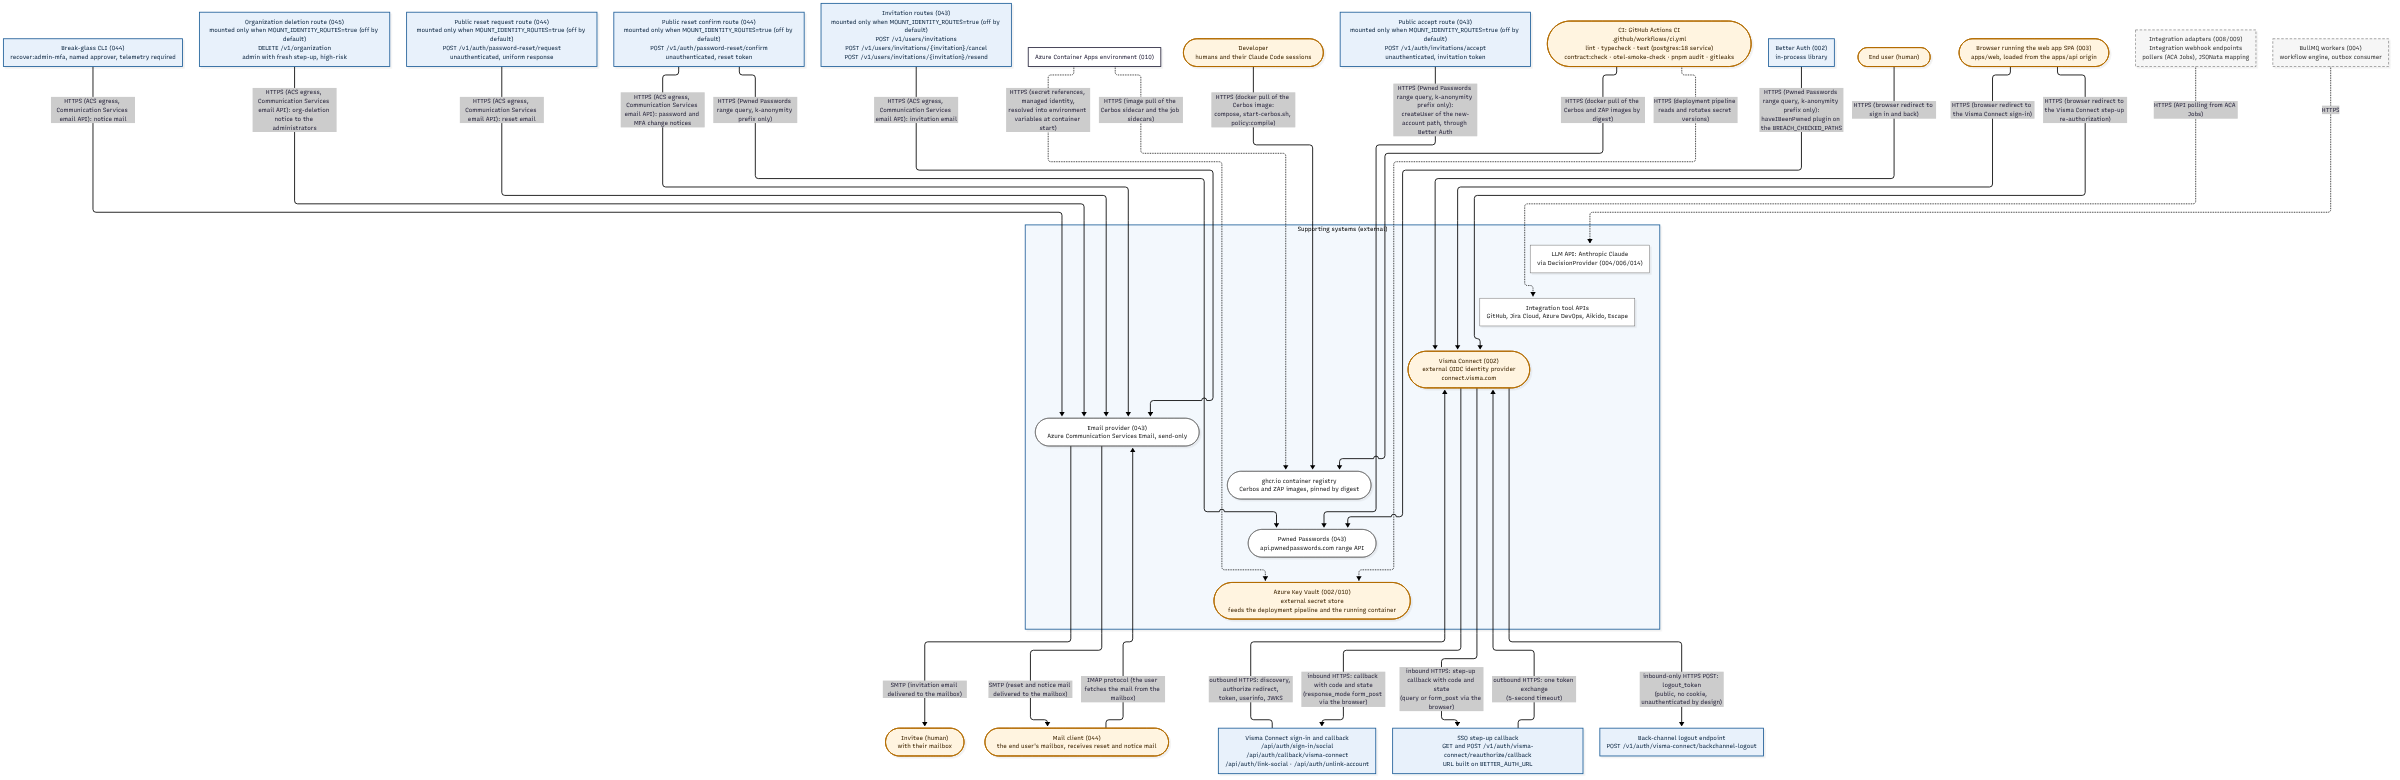 Break-glass CLI (044)
recover:admin-mfa, named approver, telemetry required
Organization deletion route (045)
mounted only when MOUNT_IDENTITY_ROUTES=true (off by
default)
DELETE /v1/organization
admin with fresh step-up, high-risk
Public reset request route (044)
mounted only when MOUNT_IDENTITY_ROUTES=true (off by
default)
POST /v1/auth/password-reset/request
unauthenticated, uniform response
Public reset confirm route (044)
mounted only when MOUNT_IDENTITY_ROUTES=true (off by
default)
POST /v1/auth/password-reset/confirm
unauthenticated, reset token
Invitation routes (043)
mounted only when MOUNT_IDENTITY_ROUTES=true (off by
default)
POST /v1/users/invitations
POST /v1/users/invitations/{invitation}/cancel
POST /v1/users/invitations/{invitation}/resend
Azure Container Apps environment (010)
Developer
humans and their Claude Code sessions
Public accept route (043)
mounted only when MOUNT_IDENTITY_ROUTES=true (off by
default)
POST /v1/auth/invitations/accept
unauthenticated, invitation token
CI: GitHub Actions CI
.github/workflows/ci.yml
lint · typecheck · test (postgres:18 service)
contract:check · otel-smoke-check · pnpm audit · gitleaks
Better Auth (002)
in-process library
End user (human)
Browser running the web app SPA (003)
apps/web, loaded from the apps/api origin
Integration adapters (008/009)
Integration webhook endpoints
pollers (ACA Jobs), JSONata mapping
BullMQ workers (004)
workflow engine, outbox consumer
HTTPS (ACS egress,
Communication Services
email API): notice mail
HTTPS (ACS egress,
Communication Services
email API): org-deletion
notice to the
administrators
HTTPS (ACS egress,
Communication Services
email API): reset email
HTTPS (ACS egress,
Communication Services
email API): password and
MFA change notices
HTTPS (Pwned Passwords
range query, k-anonymity
prefix only)
HTTPS (ACS egress,
Communication Services
email API): invitation email
HTTPS (secret references,
managed identity,
resolved into environment
variables at container
start)
HTTPS (image pull of the
Cerbos sidecar and the job
sidecars)
HTTPS (docker pull of the
Cerbos image:
compose, start-cerbos.sh,
policy:compile)
HTTPS (Pwned Passwords
range query, k-anonymity
prefix only):
createUser of the new-
account path, through
Better Auth
HTTPS (docker pull of the
Cerbos and ZAP images by
digest)
HTTPS (deployment pipeline
reads and rotates secret
versions)
HTTPS (Pwned Passwords
range query, k-anonymity
prefix only):
haveIBeenPwned plugin on
the BREACH_CHECKED_PATHS
HTTPS (browser redirect to
sign in and back)
HTTPS (browser redirect to
the Visma Connect sign-in)
HTTPS (browser redirect to
the Visma Connect step-up
re-authorization)
HTTPS (API polling from ACA
Jobs)
HTTPS
Supporting systems (external)
LLM API: Anthropic Claude
via DecisionProvider (004/006/014)
Integration tool APIs
GitHub, Jira Cloud, Azure DevOps, Aikido, Escape
Visma Connect (002)
external OIDC identity provider
connect.visma.com
Email provider (043)
Azure Communication Services Email, send-only
ghcr.io container registry
Cerbos and ZAP images, pinned by digest
Pwned Passwords (043)
api.pwnedpasswords.com range API
Azure Key Vault (002/010)
external secret store
feeds the deployment pipeline and the running container
SMTP (invitation email
delivered to the mailbox)
SMTP (reset and notice mail
delivered to the mailbox)
IMAP protocol (the user
fetches the mail from the
mailbox)
outbound HTTPS: discovery,
authorize redirect,
token, userinfo, JWKS
inbound HTTPS: callback
with code and state
(response_mode form_post
via the browser)
inbound HTTPS: step-up
callback with code and
state
(query or form_post via the
browser)
outbound HTTPS: one token
exchange
(5-second timeout)
inbound-only HTTPS POST:
logout_token
(public, no cookie,
unauthenticated by design)
Invitee (human)
with their mailbox
Mail client (044)
the end user's mailbox, receives reset and notice mail
Visma Connect sign-in and callback
/api/auth/sign-in/social
/api/auth/callback/visma-connect
/api/auth/link-social · /api/auth/unlink-account
SSO step-up callback
GET and POST /v1/auth/visma-
connect/reauthorize/callback
URL built on BETTER_AUTH_URL
Back-channel logout endpoint
POST /v1/auth/visma-connect/backchannel-logout